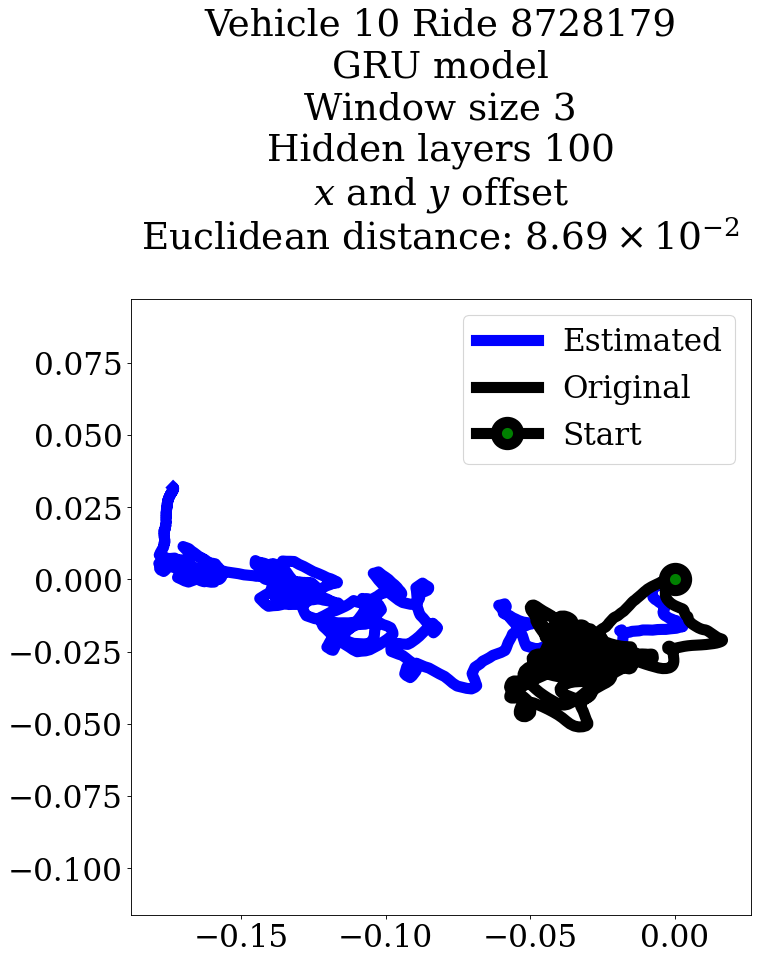 Vehicle 10 Ride 8728179
GRU model
Window size 3
Hidden layers 100
x and y offset
Euclidean distance: 8.69 × 10⁻²
Estimated
Original
Start
0.075
0.050
0.025
0.000
−0.025
−0.050
−0.075
−0.100
−0.15 −0.10 −0.05 0.00